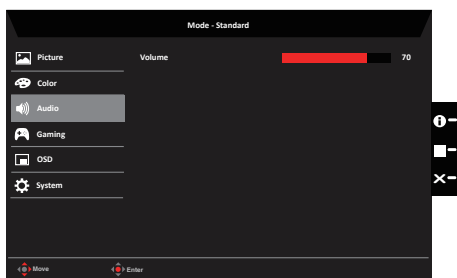 Mode - Standard
Picture
Volume
70
Color
Audio
Gaming
OSD
System
Move
Enter